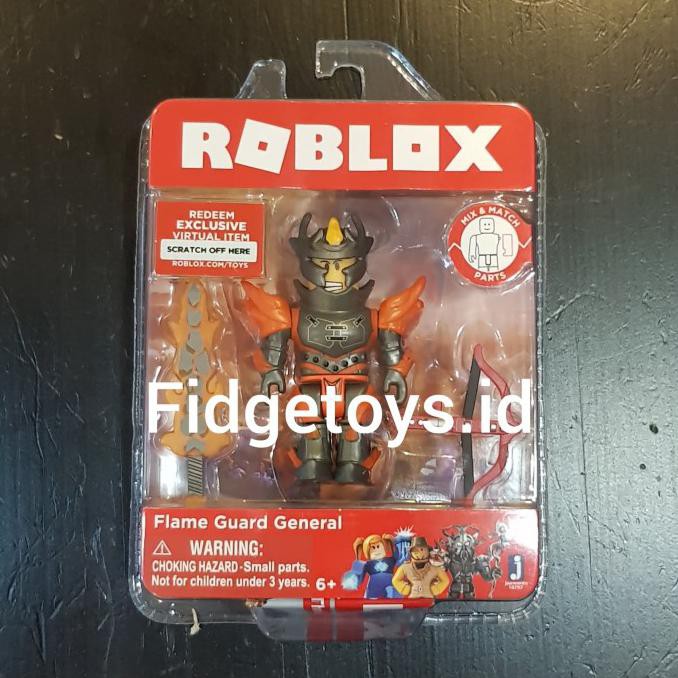 ROBLOX
REDEEM
EXCLUSIVE
VIRTUAL ITEM
SCRATCH OFF HERE
ROBLOX.COM/TOYS
MIX & MATCH
PARTS
Fidgetoys.id
Flame Guard General
WARNING:
CHOKING HAZARD-Small parts.
Not for children under 3 years. 6+